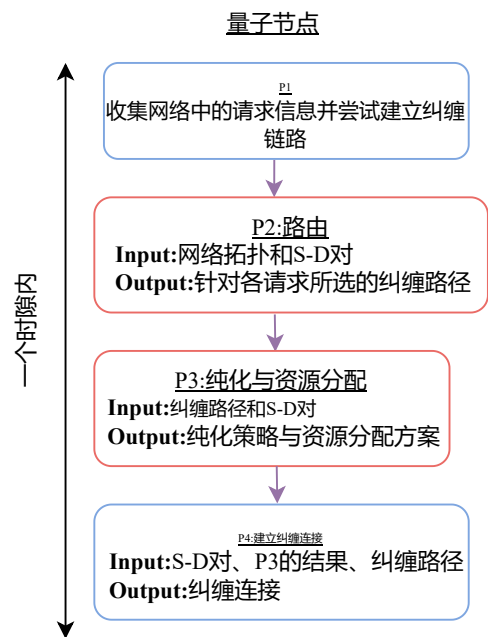 量子节点
一个时隙内
P1
收集网络中的请求信息并尝试建立纠缠
链路
P2:路由
Input:网络拓扑和S-D对
Output:针对各请求所选的纠缠路径
P3:纯化与资源分配
Input:纠缠路径和S-D对
Output:纯化策略与资源分配方案
P4:建立纠缠连接
Input:S-D对、P3的结果、纠缠路径
Output:纠缠连接